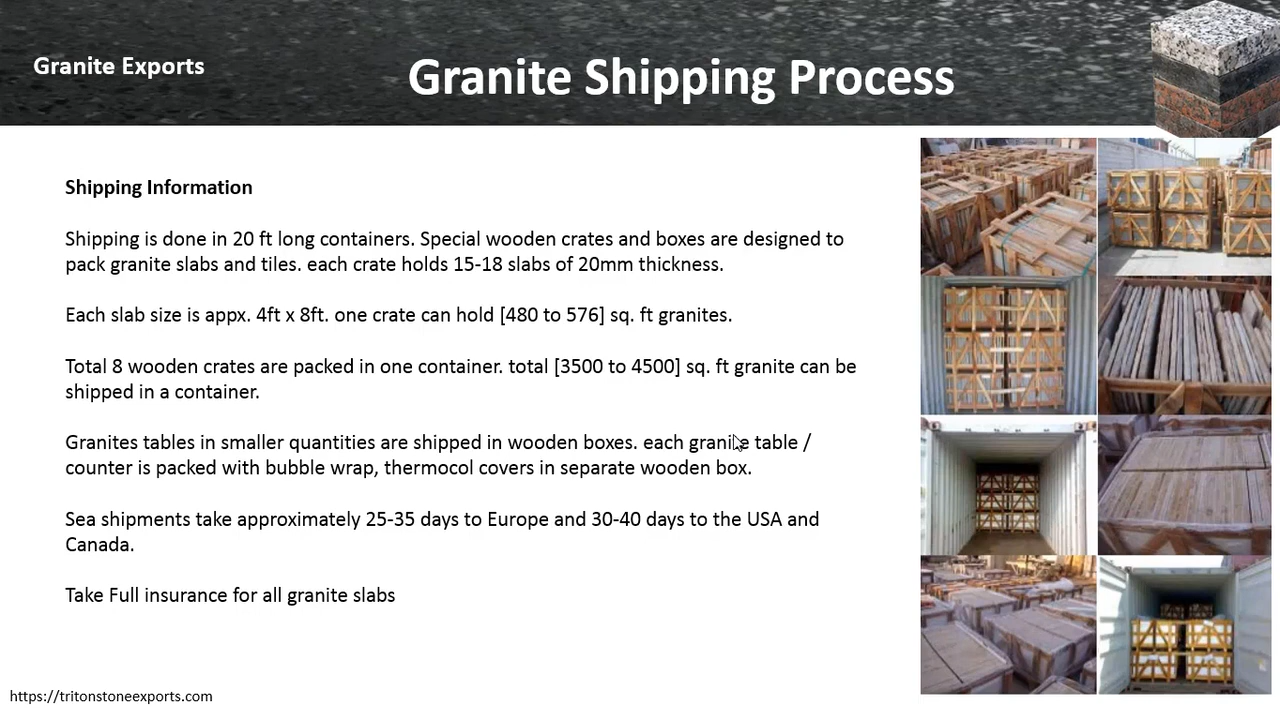 Granite Exports
Granite Shipping Process
Shipping Information
Shipping is done in 20 ft long containers. Special wooden crates and boxes are designed to
pack granite slabs and tiles. each crate holds 15-18 slabs of 20mm thickness.
Each slab size is appx. 4ft x 8ft. one crate can hold [480 to 576] sq. ft granites.
Total 8 wooden crates are packed in one container. total [3500 to 4500] sq. ft granite can be
shipped in a container.
Granites tables in smaller quantities are shipped in wooden boxes. each granite table /
counter is packed with bubble wrap, thermocol covers in separate wooden box.
Sea shipments take approximately 25-35 days to Europe and 30-40 days to the USA and
Canada.
Take Full insurance for all granite slabs
https://tritonstoneexports.com